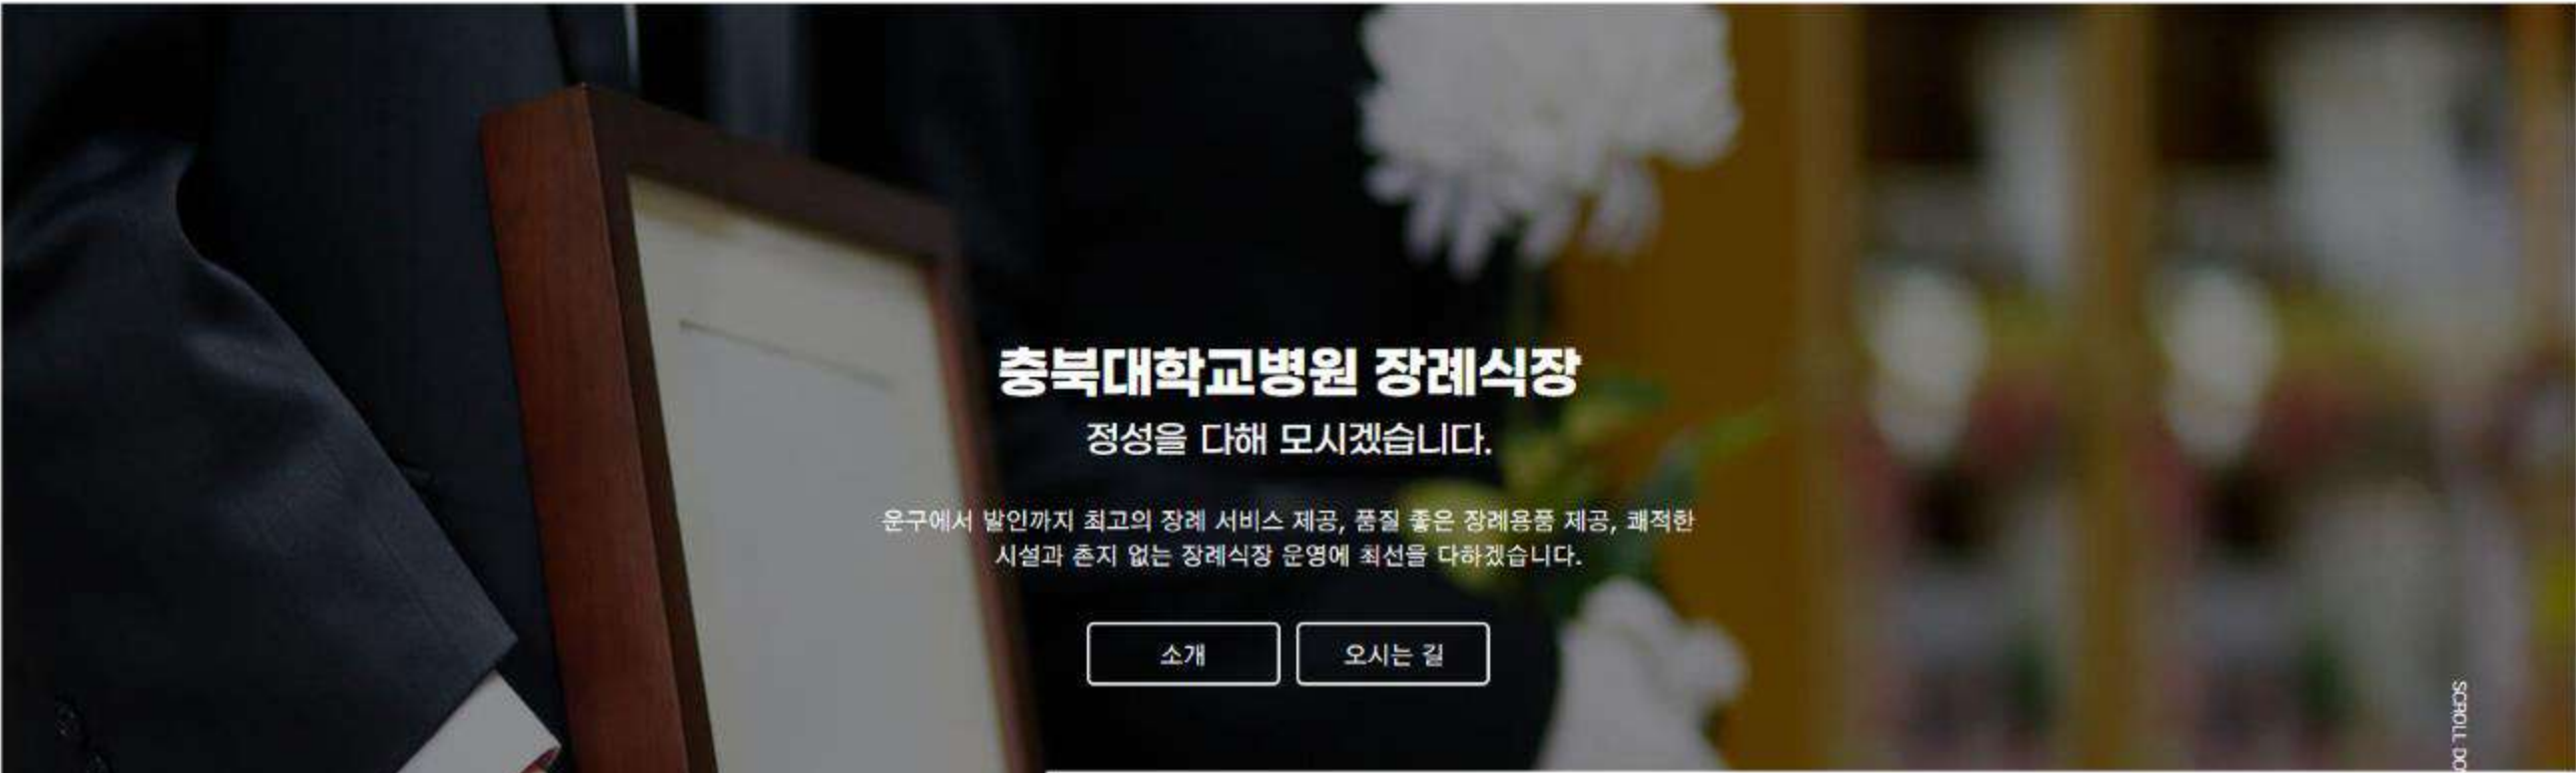 충북대학교병원 장례식장
정성을 다해 모시겠습니다.
운구에서 발인까지 최고의 장례 서비스 제공, 품질 좋은 장례용품 제공, 쾌적한
시설과 촌지 없는 장례식장 운영에 최선을 다하겠습니다.
소개
오시는 길
SCROLL